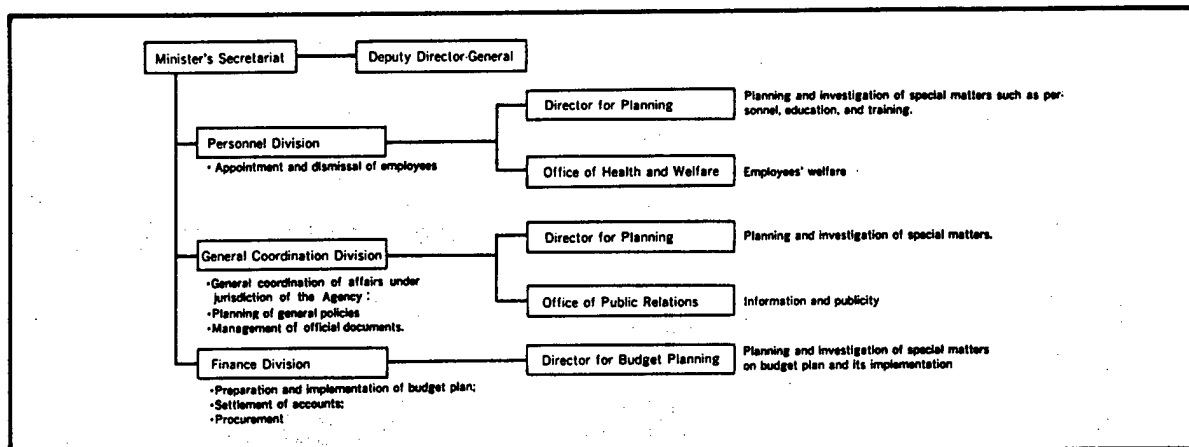 Minister's Secretariat
Deputy Director-General
Director for Planning
Planning and investigation of special matters such as per-
sonnel, education, and training.
Personnel Division
• Appointment and dismissal of employees
Office of Health and Welfare
Employees' welfare
Director for Planning
Planning and investigation of special matters.
General Coordination Division
•General coordination of affairs under
jurisdiction of the Agency:
•Planning of general policies
•Management of official documents.
Office of Public Relations
Information and publicity
Finance Division
Director for Budget Planning
Planning and investigation of special matters
on budget plan and its implementation
•Preparation and implementation of budget plan;
•Settlement of accounts;
•Procurement